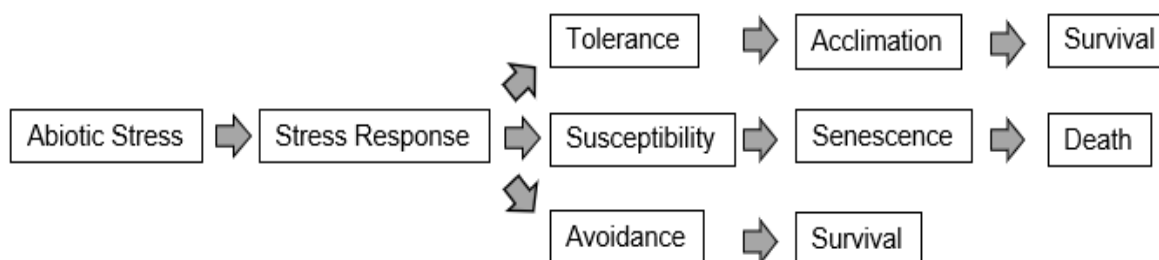 Tolerance
Acclimation
Survival
Abiotic Stress
Stress Response
Susceptibility
Senescence
Death
Avoidance
Survival